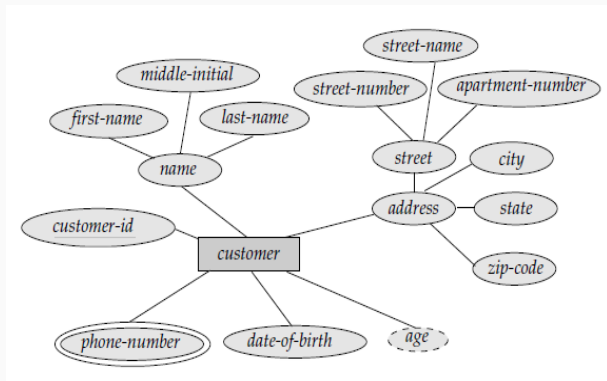 street-name
middle-initial
street-number
apartment-number
first-name
last-name
street
city
name
address
state
customer-id
customer
zip-code
phone-number
date-of-birth
age